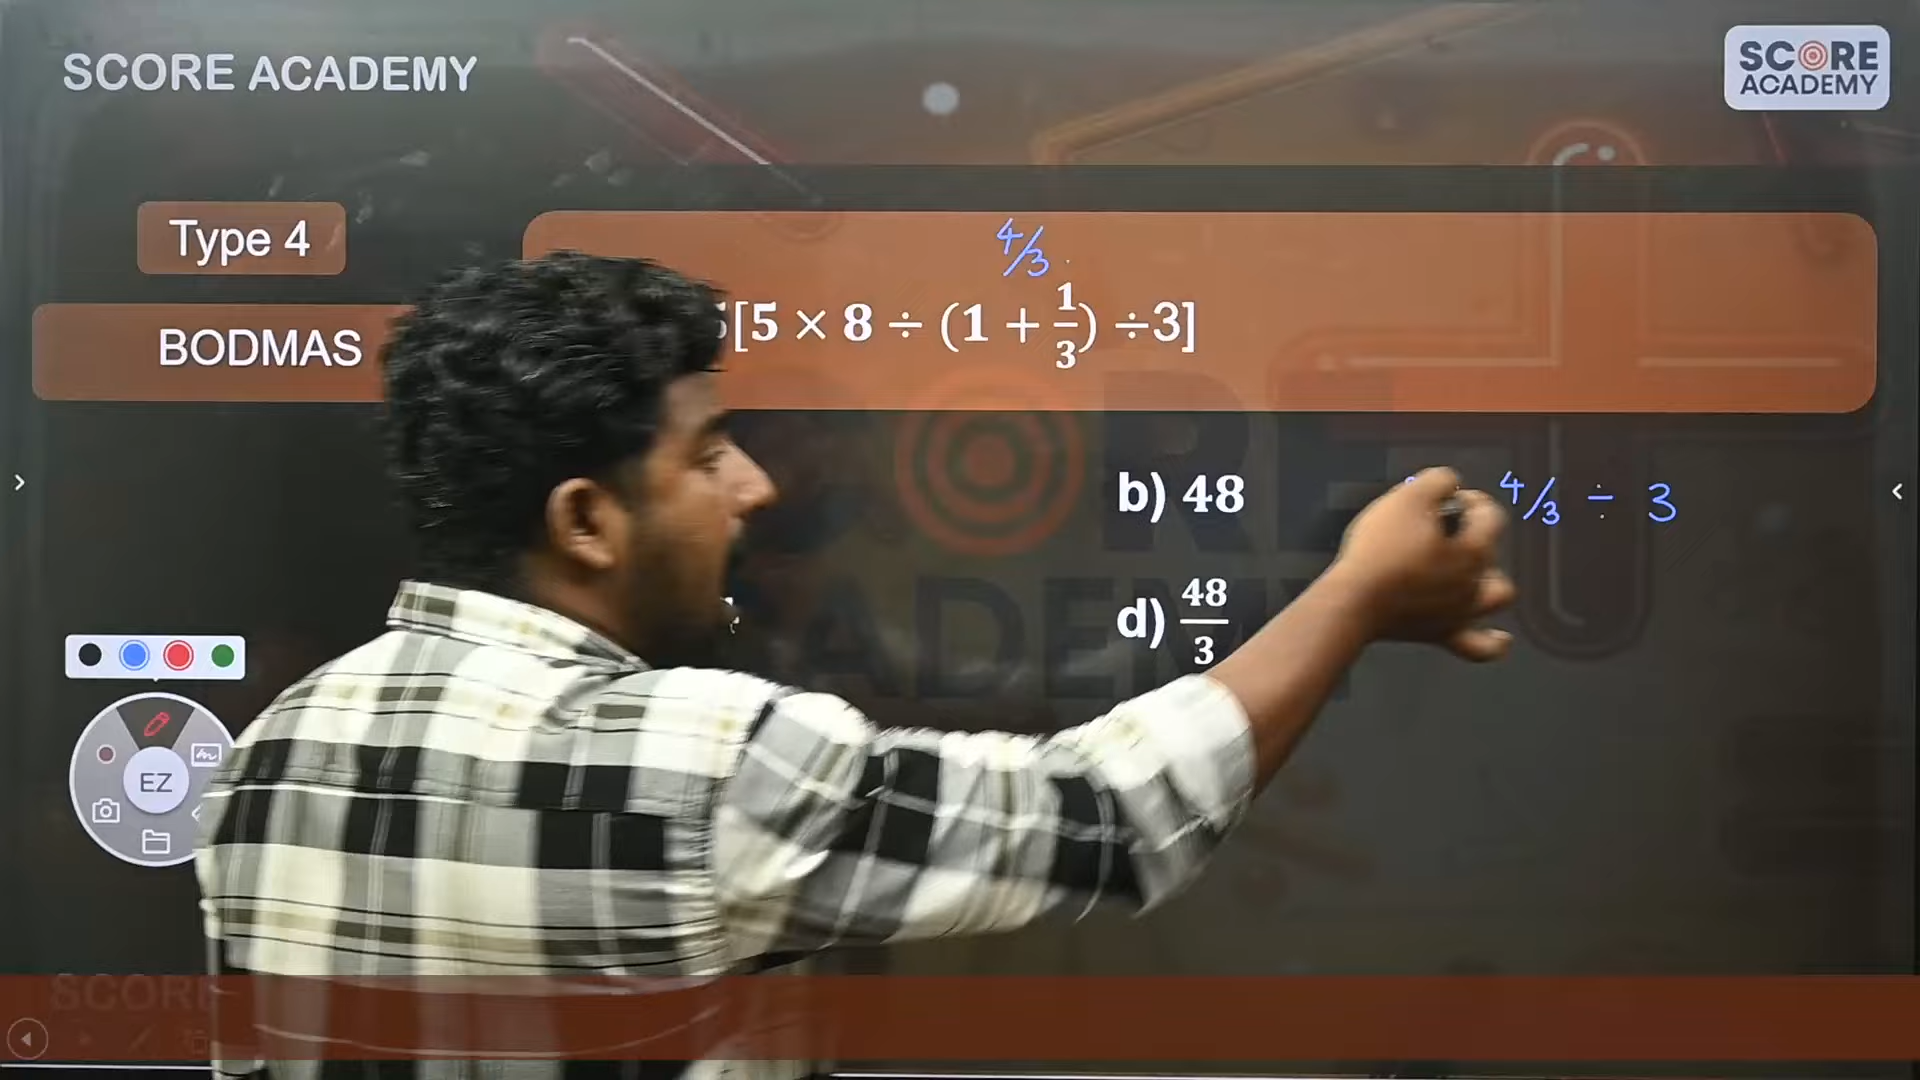 SCORE ACADEMY
SCORE
ACADEMY
Type 4
4/3
[5 × 8 ÷ (1 + 1/3) ÷3]
BODMAS
b) 48
4/3 ÷ 3
d) 48/3
EZ
SCORE